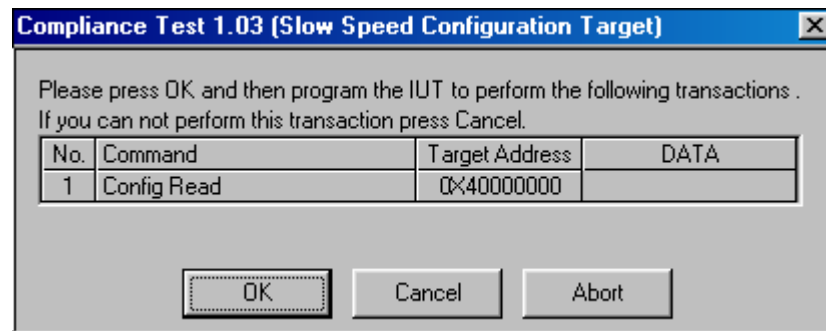 Compliance Test 1.03 (Slow Speed Configuration Target)
Please press OK and then program the IUT to perform the following transactions .
If you can not perform this transaction press Cancel.
No. Command Target Address DATA
1 Config Read 0X40000000
OK Cancel Abort